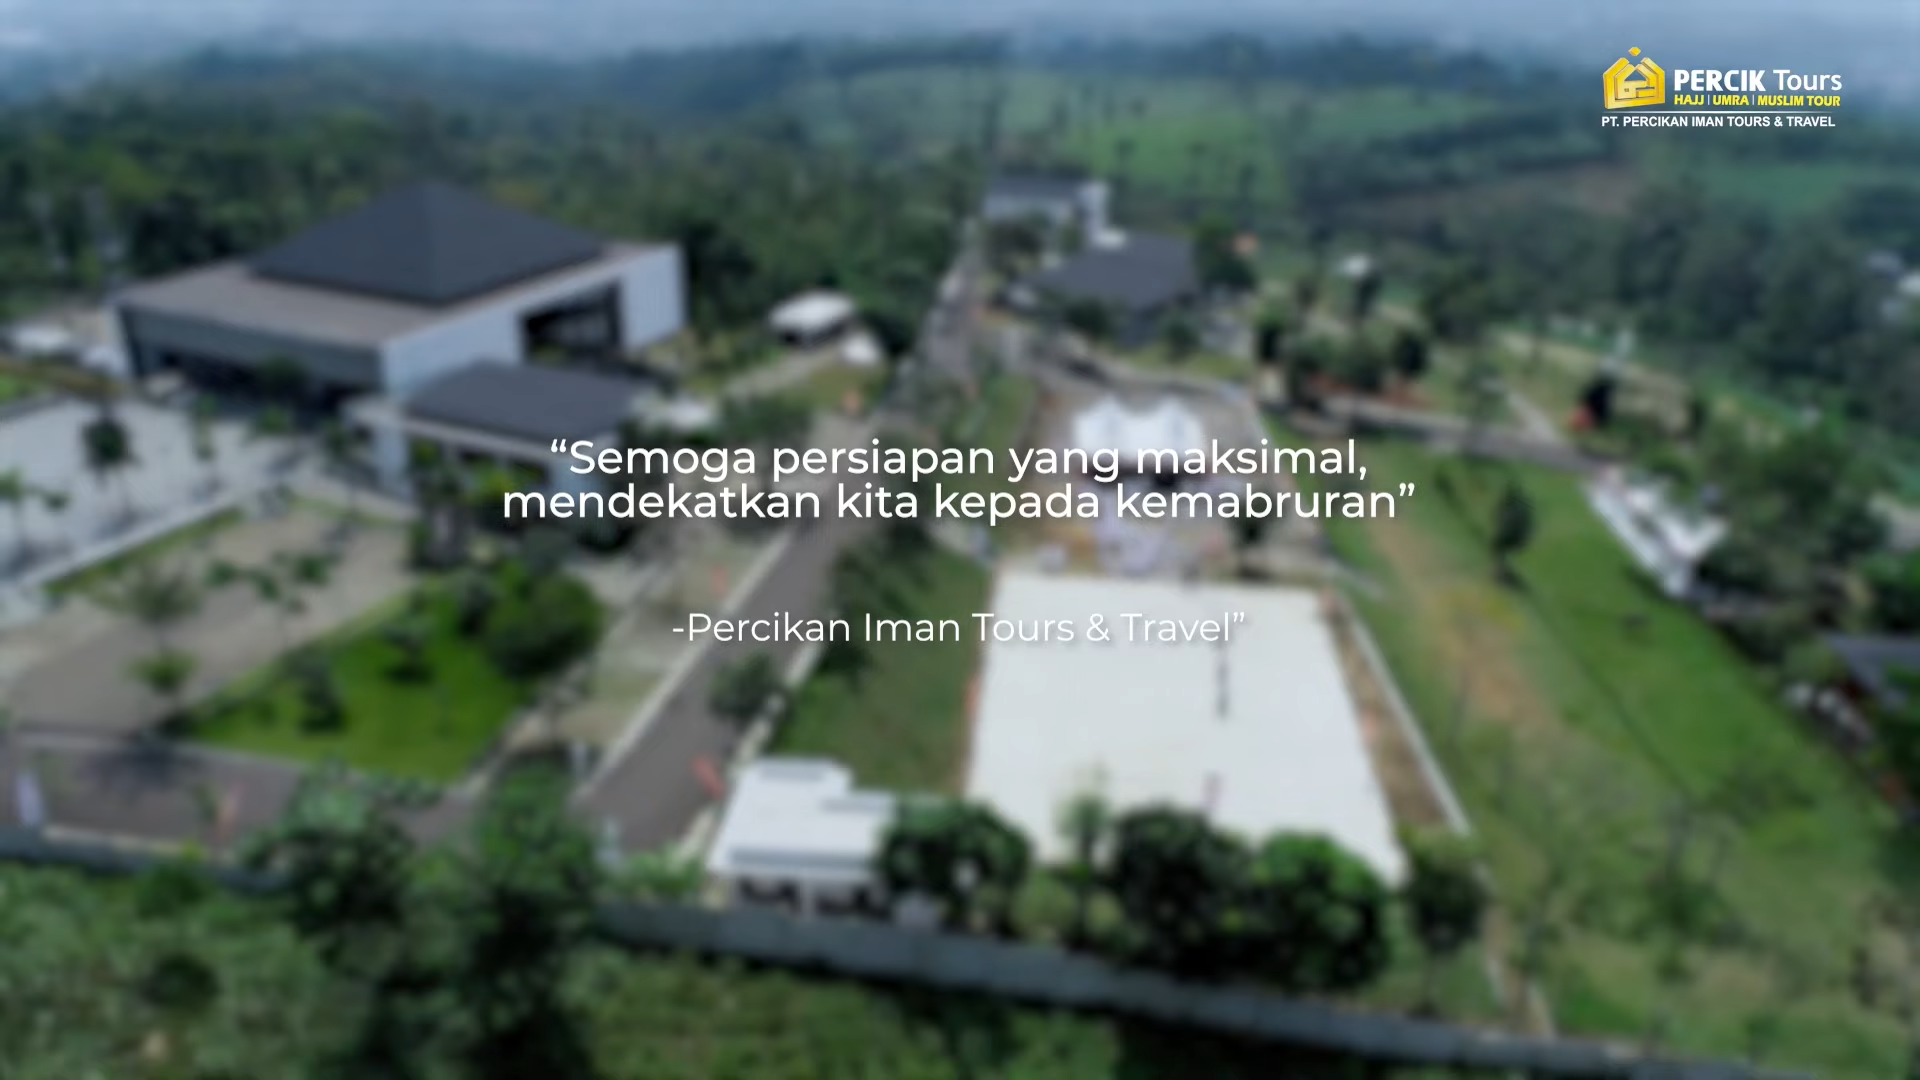 PERCIK Tours
HAJJ | UMRA | MUSLIM TOUR
PT. PERCIKAN IMAN TOURS & TRAVEL
“Semoga persiapan yang maksimal,
mendekatkan kita kepada kemabruran”
-Percikan Iman Tours & Travel”